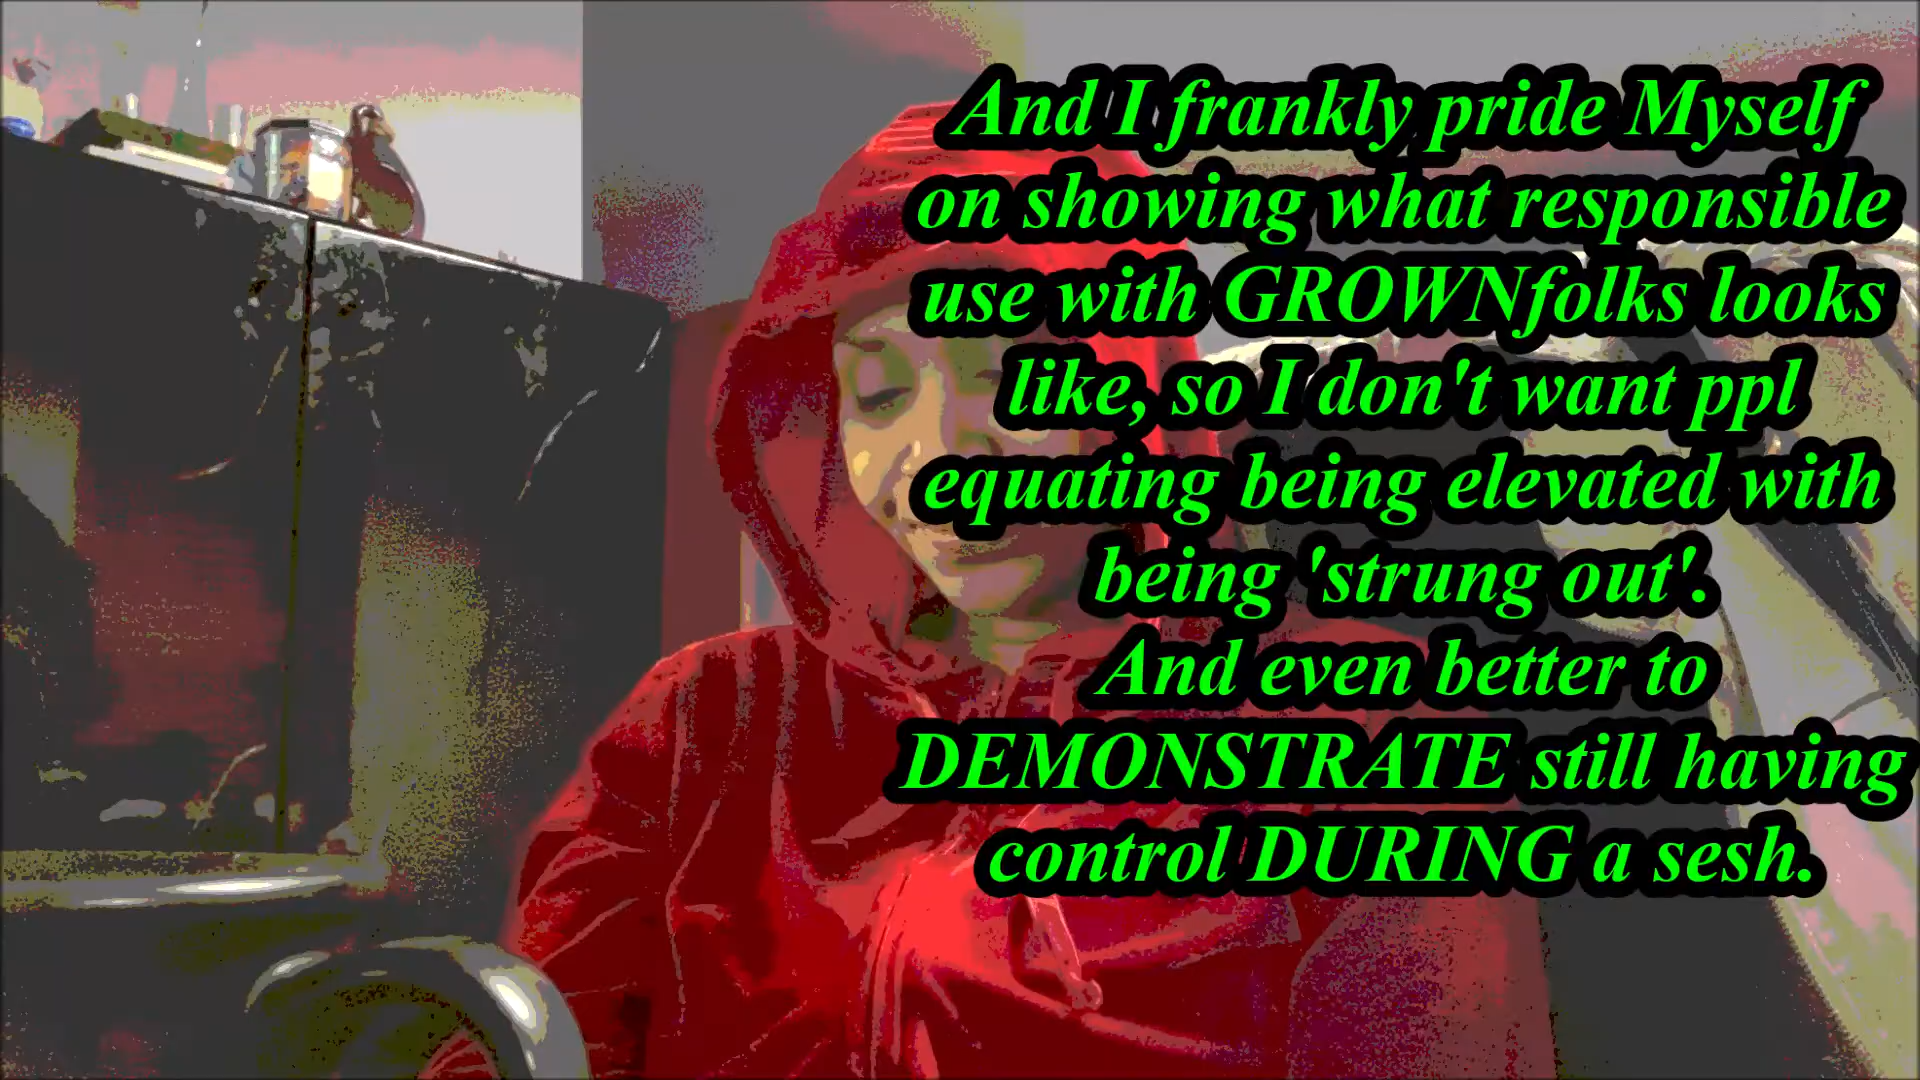 And I frankly pride Myself
on showing what responsible
use with GROWNfolks looks
like, so I don't want ppl
equating being elevated with
being 'strung out'.
And even better to
DEMONSTRATE still having
control DURING a sesh.